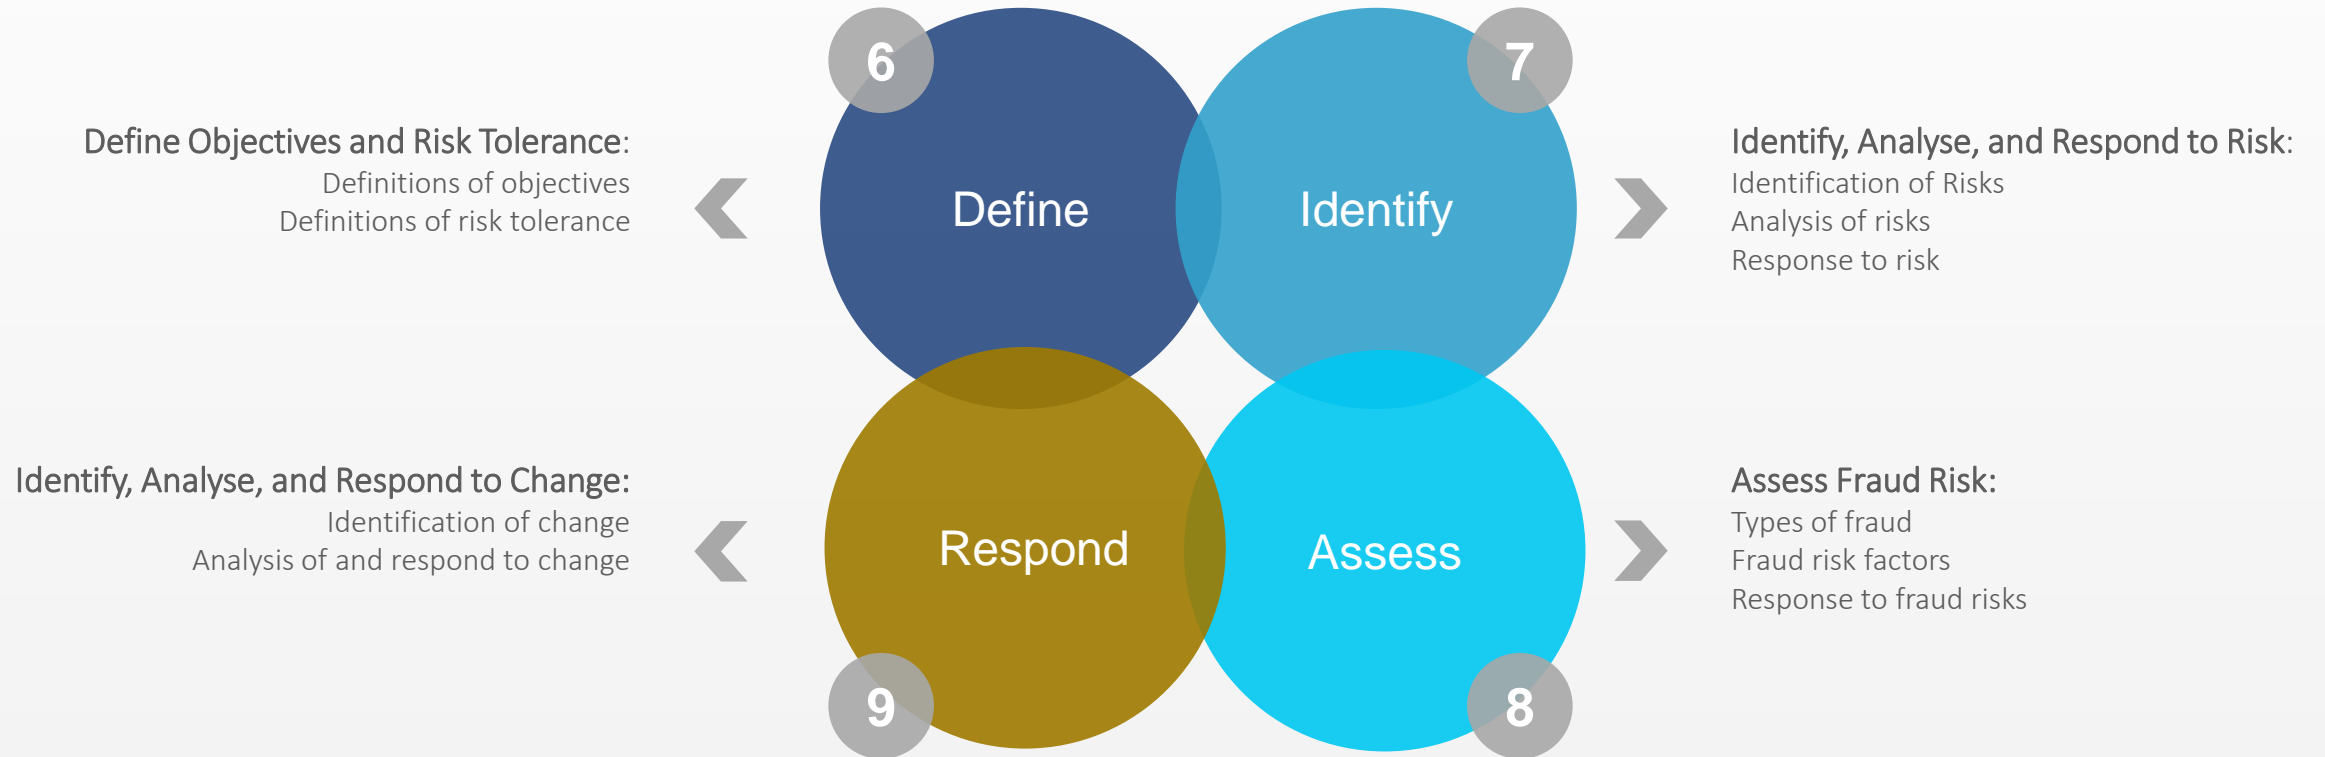 6
Define
Define Objectives and Risk Tolerance:
Definitions of objectives
Definitions of risk tolerance
7
Identify
Identify, Analyse, and Respond to Risk:
Identification of Risks
Analysis of risks
Response to risk
Respond
9
Identify, Analyse, and Respond to Change:
Identification of change
Analysis of and respond to change
Assess
8
Assess Fraud Risk:
Types of fraud
Fraud risk factors
Response to fraud risks